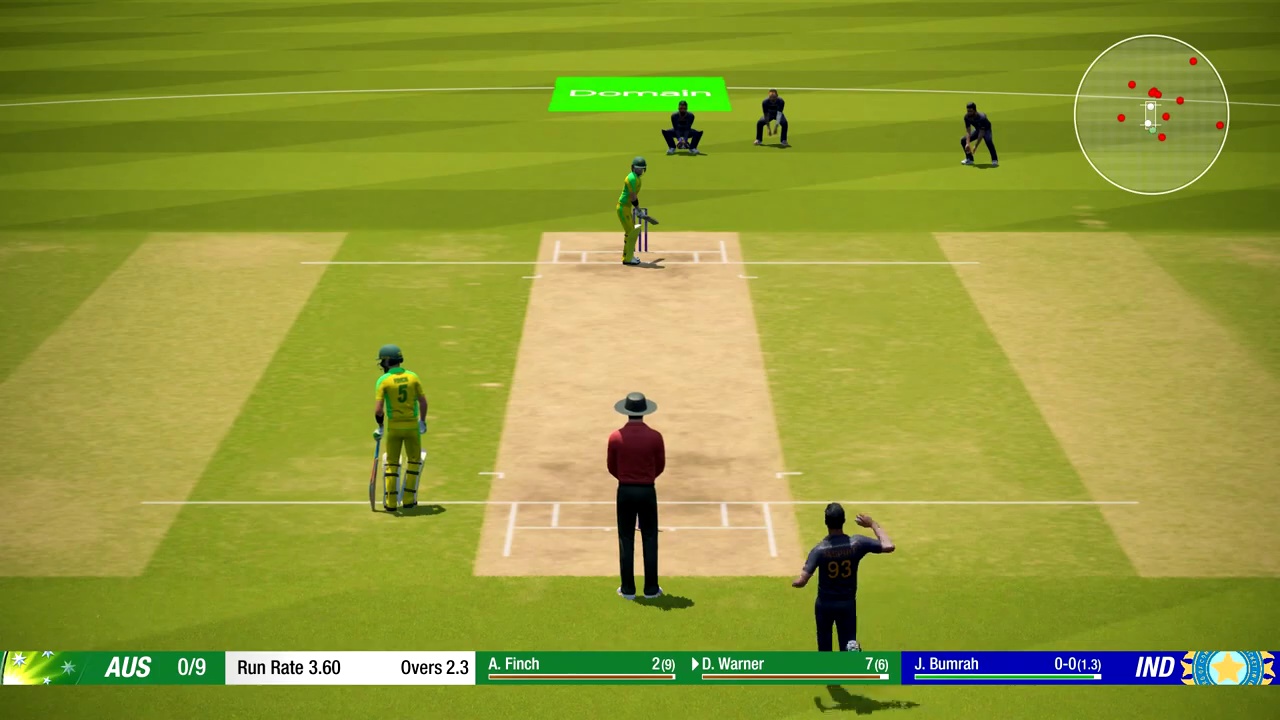 Domain
5
93
AUS 0/9 Run Rate 3.60 Overs 2.3 A. Finch 2(9) D. Warner 7(6) J. Bumrah 0-0(1.3) IND